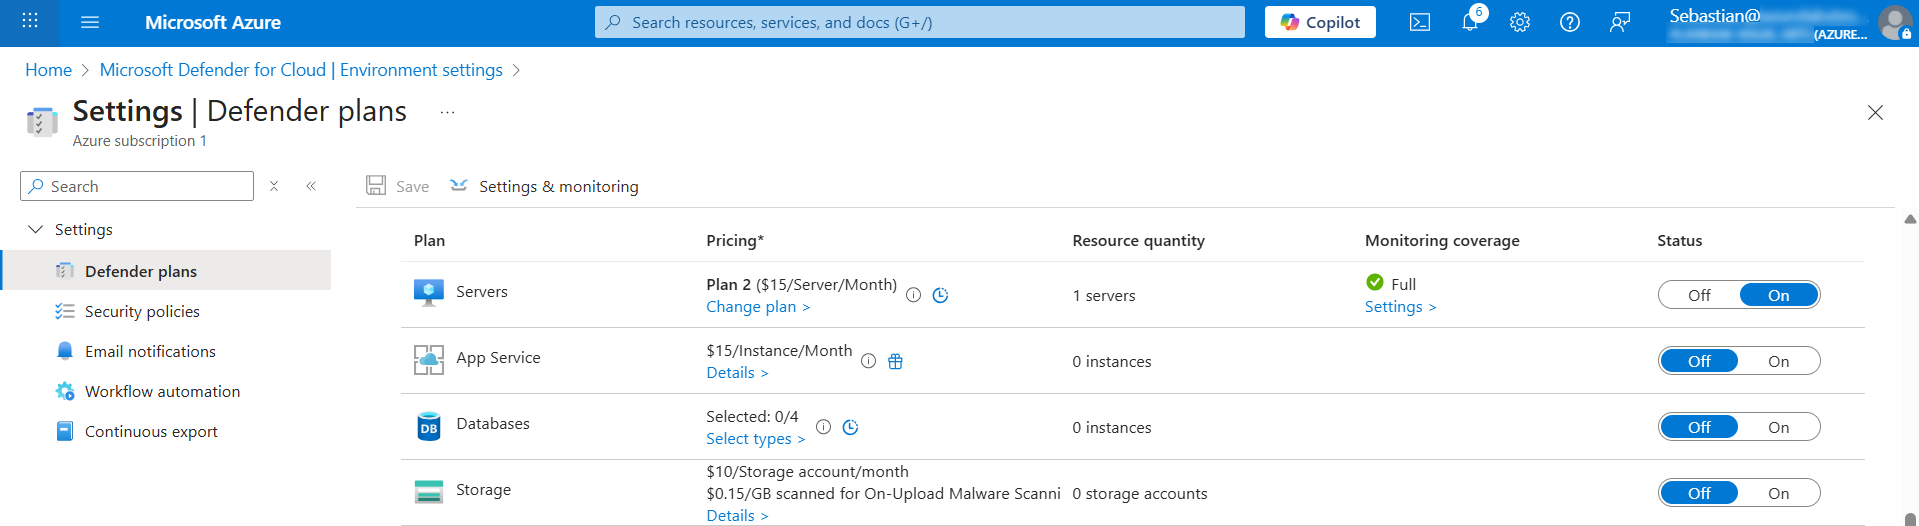 Microsoft Azure
Search resources, services, and docs (G+/)
Copilot
6
Sebastian@
(AZURE...
Home > Microsoft Defender for Cloud | Environment settings >
Settings | Defender plans ...
Azure subscription 1
Search
Save
Settings & monitoring
Settings
Defender plans
Security policies
Email notifications
Workflow automation
Continuous export
Plan Pricing* Resource quantity Monitoring coverage Status
Servers
Plan 2 ($15/Server/Month)
Change plan >
1 servers
Full
Settings >
Off On
App Service
$15/Instance/Month
Details >
0 instances
Off On
DB
Databases
Selected: 0/4
Select types >
0 instances
Off On
Storage
$10/Storage account/month
$0.15/GB scanned for On-Upload Malware Scanni
Details >
0 storage accounts
Off On